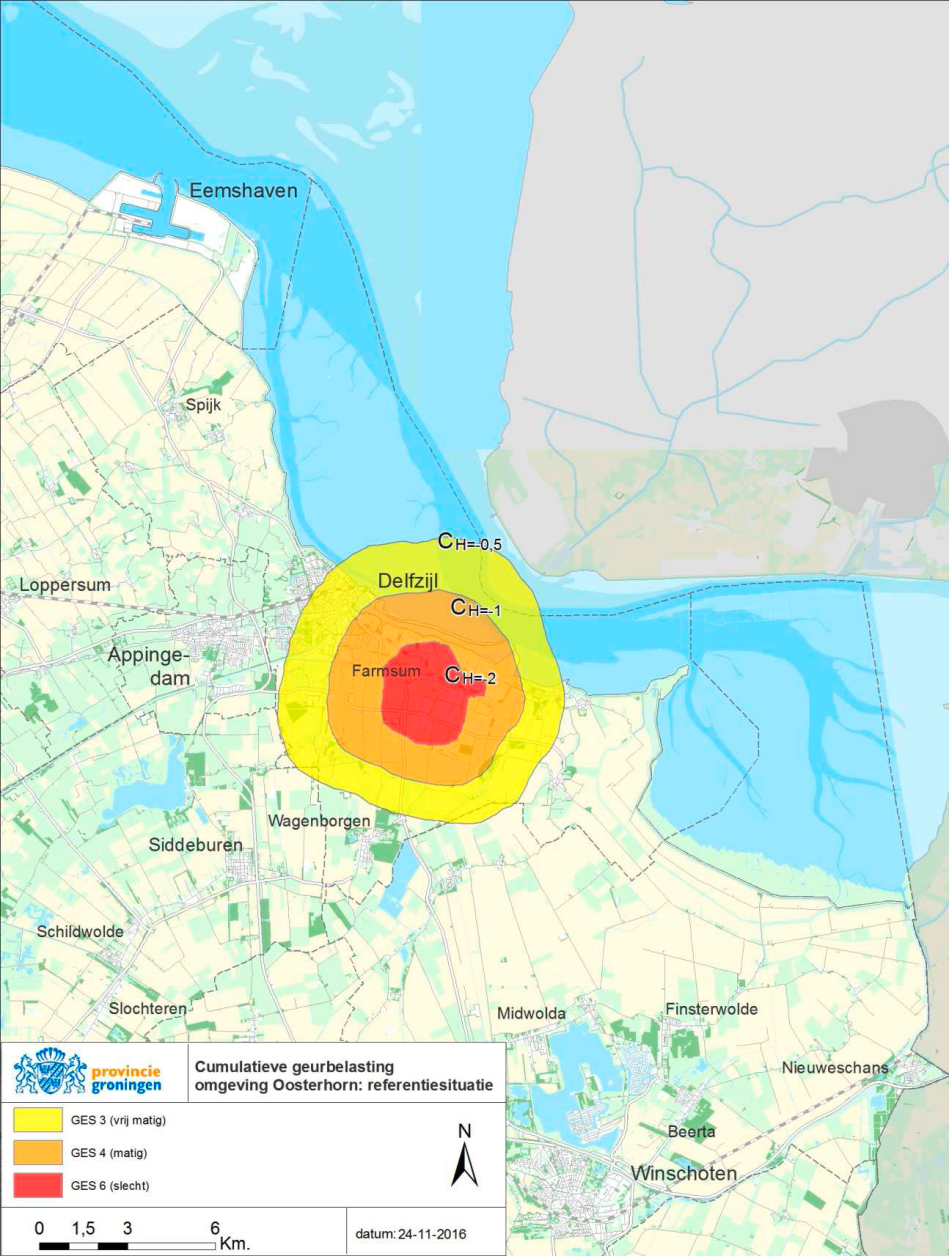 Eemshaven
Spijk
CH=-0,5
Delfzijl
Loppersum
CH=-1
Appinge-
dam
Farmsum
CH=-2
Wagenborgen
Siddeburen
Schildwolde
Slochteren
Midwolda
Finsterwolde
Nieuweschans
Beerta
Winschoten
provincie
groningen
Cumulatieve geurbelasting
omgeving Oosterhorn: referentiesituatie
GES 3 (vrij matig)
GES 4 (matig)
GES 6 (slecht)
N
0 1,5 3 6
Km.
datum: 24-11-2016